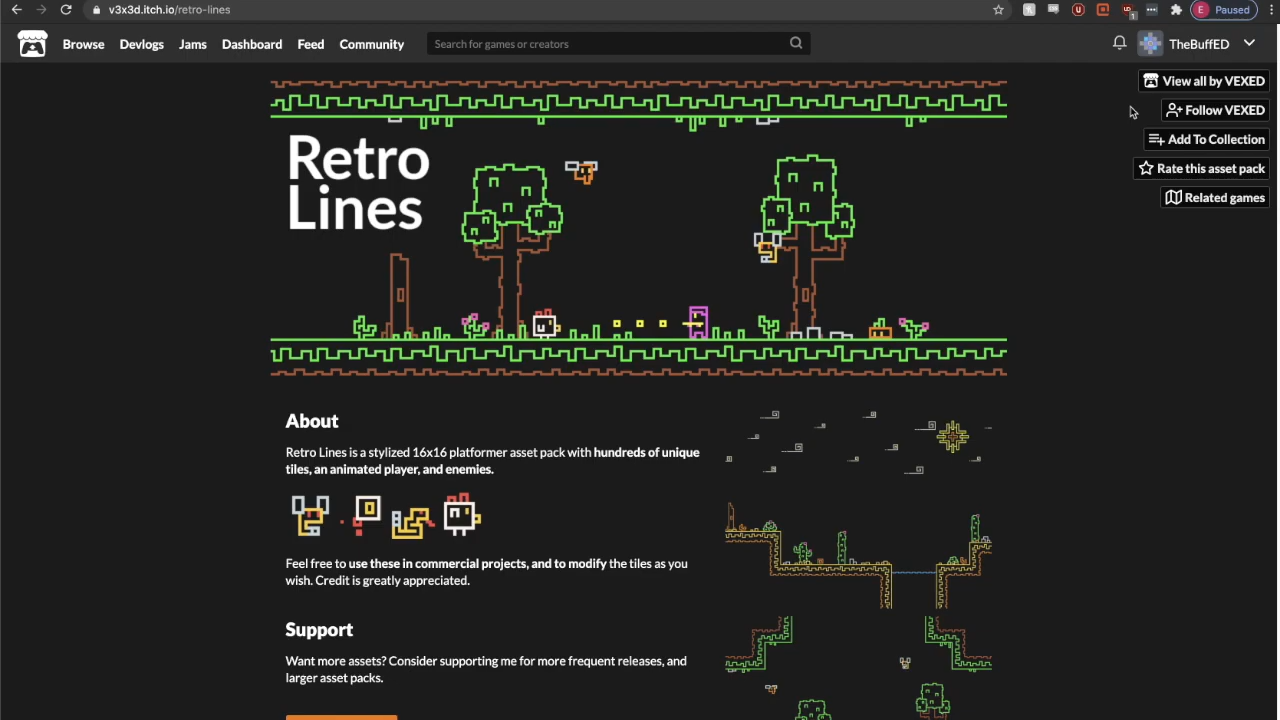 v3x3d.itch.io/retro-lines
E Paused
1
Browse Devlogs Jams Dashboard Feed Community
Search for games or creators
TheBuffED
View all by VEXED
Follow VEXED
Add To Collection
Rate this asset pack
Related games
Retro
Lines
About
Retro Lines is a stylized 16x16 platformer asset pack with hundreds of unique
tiles, an animated player, and enemies.
Feel free to use these in commercial projects, and to modify the tiles as you
wish. Credit is greatly appreciated.
Support
Want more assets? Consider supporting me for more frequent releases, and
larger asset packs.